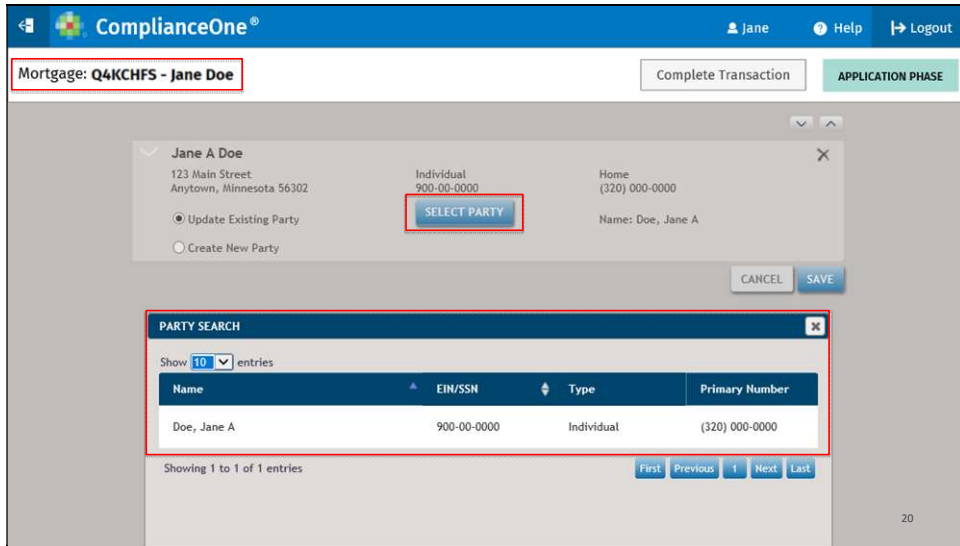 ComplianceOne®
Jane
Help
Logout
Mortgage: Q4KCHFS - Jane Doe
Complete Transaction
APPLICATION PHASE
Jane A Doe
123 Main Street
Individual
Home
Anytown, Minnesota 56302
900-00-0000
(320) 000-0000
Update Existing Party
SELECT PARTY
Name: Doe, Jane A
Create New Party
CANCEL
SAVE
PARTY SEARCH
Show 10 entries
Name EIN/SSN Type Primary Number
Doe, Jane A 900-00-0000 Individual (320) 000-0000
Showing 1 to 1 of 1 entries
First Previous 1 Next Last
20